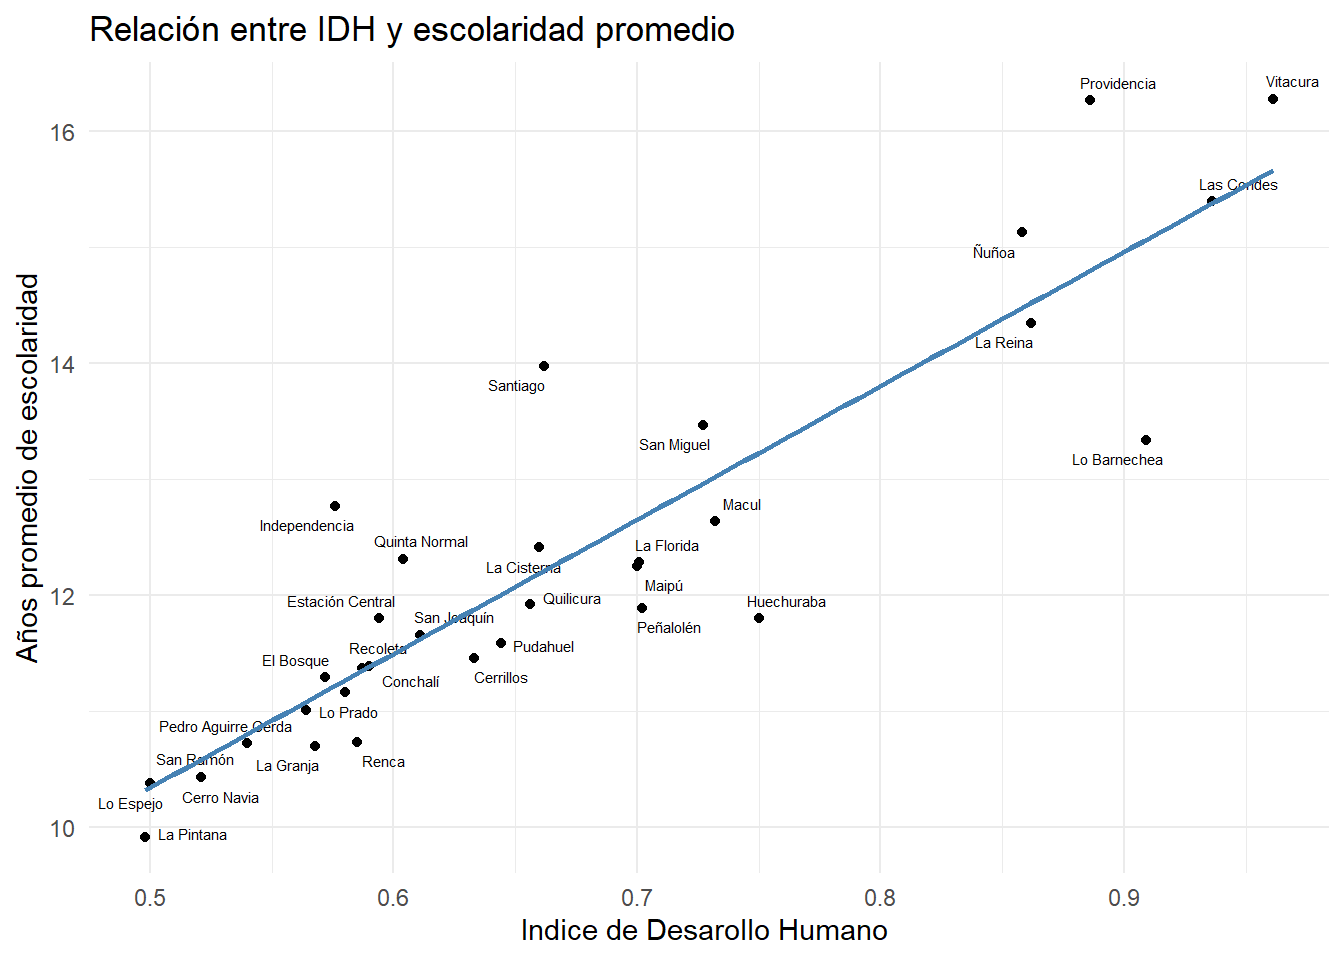 Relación entre IDH y escolaridad promedio
Providencia
Vitacura
16
Las Condes
Ñuñoa
La Reina
14
Santiago
San Miguel
Lo Barnechea
Macul
Independencia
Quinta Normal
La Florida
La Cisterna
Maipú
12
Estación Central
Quilicura
Huechuraba
San Joaquín
Peñalolén
Recoleta
Pudahuel
El Bosque
Conchalí
Cerrillos
Lo Prado
Pedro Aguirre Cerda
San Ramón
La Granja
Renca
Lo Espejo
Cerro Navia
10
La Pintana
0.5
0.6
0.7
0.8
0.9
Indice de Desarollo Humano
Años promedio de escolaridad